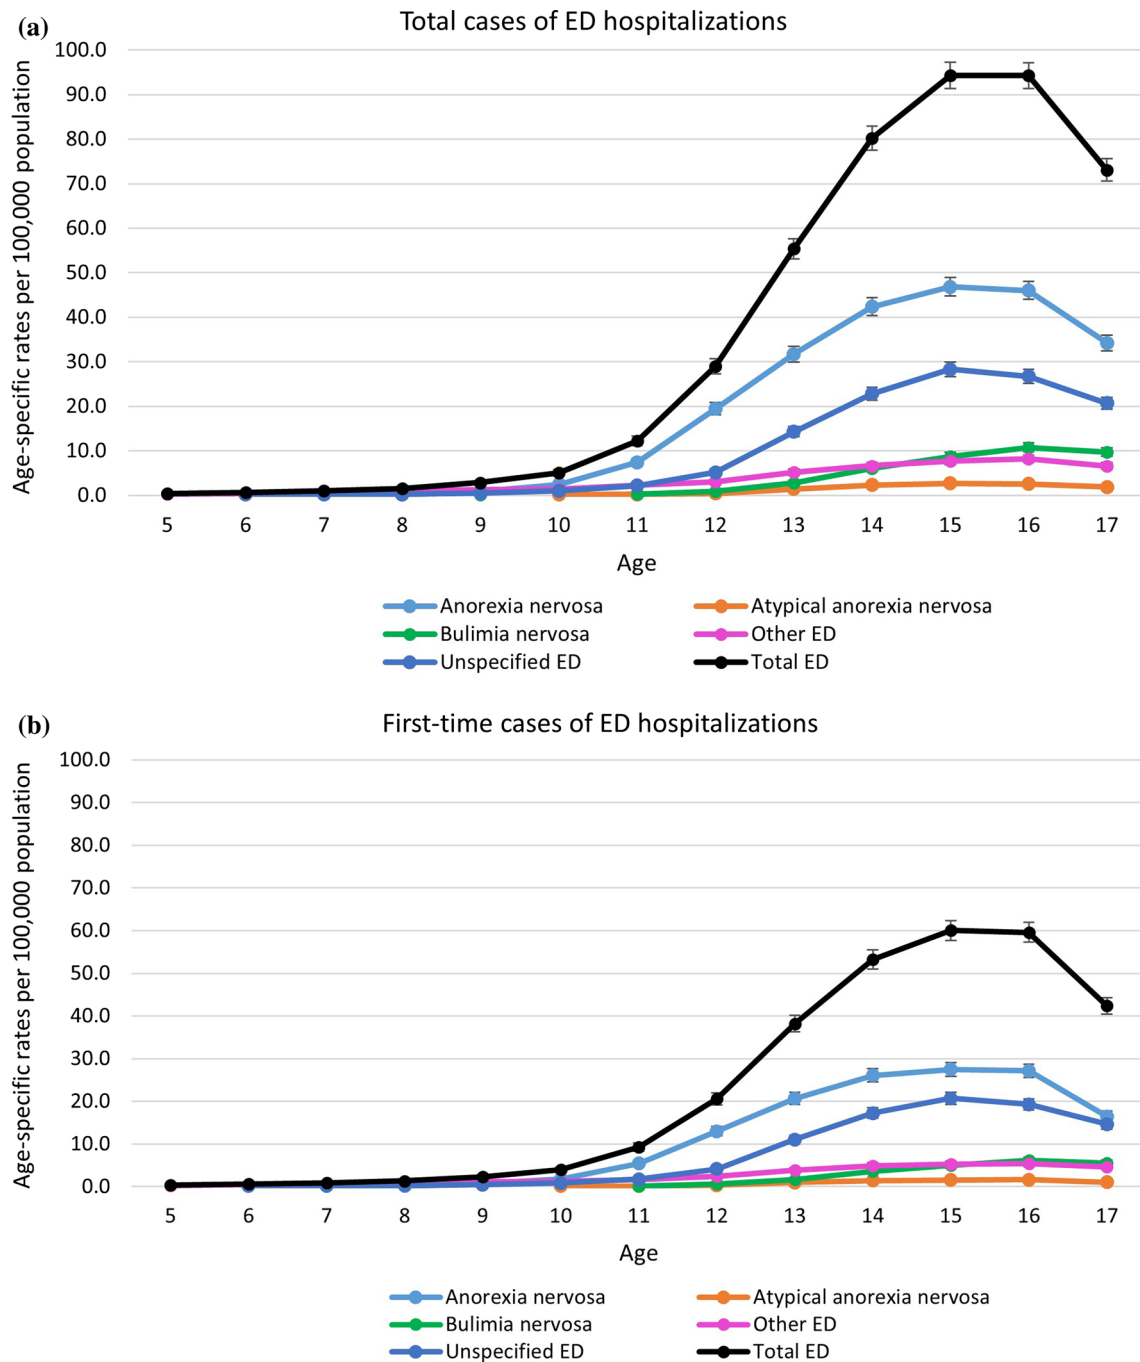 (a)
Total cases of ED hospitalizations
Age-specific rates per 100,000 population
100.0
90.0
80.0
70.0
60.0
50.0
40.0
30.0
20.0
10.0
0.0
5 6 7 8 9 10 11 12 13 14 15 16 17
Age
Anorexia nervosa Atypical anorexia nervosa
Bulimia nervosa Other ED
Unspecified ED Total ED
(b)
First-time cases of ED hospitalizations
Age-specific rates per 100,000 population
100.0
90.0
80.0
70.0
60.0
50.0
40.0
30.0
20.0
10.0
0.0
5 6 7 8 9 10 11 12 13 14 15 16 17
Age
Anorexia nervosa Atypical anorexia nervosa
Bulimia nervosa Other ED
Unspecified ED Total ED